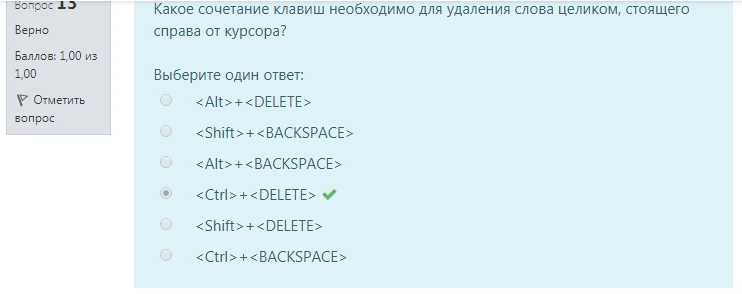 Вопрос 13
Верно
Баллов: 1,00 из
1,00
Отметить
вопрос
Какое сочетание клавиш необходимо для удаления слова целиком, стоящего
справа от курсора?
Выберите один ответ:
<Alt>+<DELETE>
<Shift>+<BACKSPACE>
<Alt>+<BACKSPACE>
<Ctrl>+<DELETE>
<Shift>+<DELETE>
<Ctrl>+<BACKSPACE>